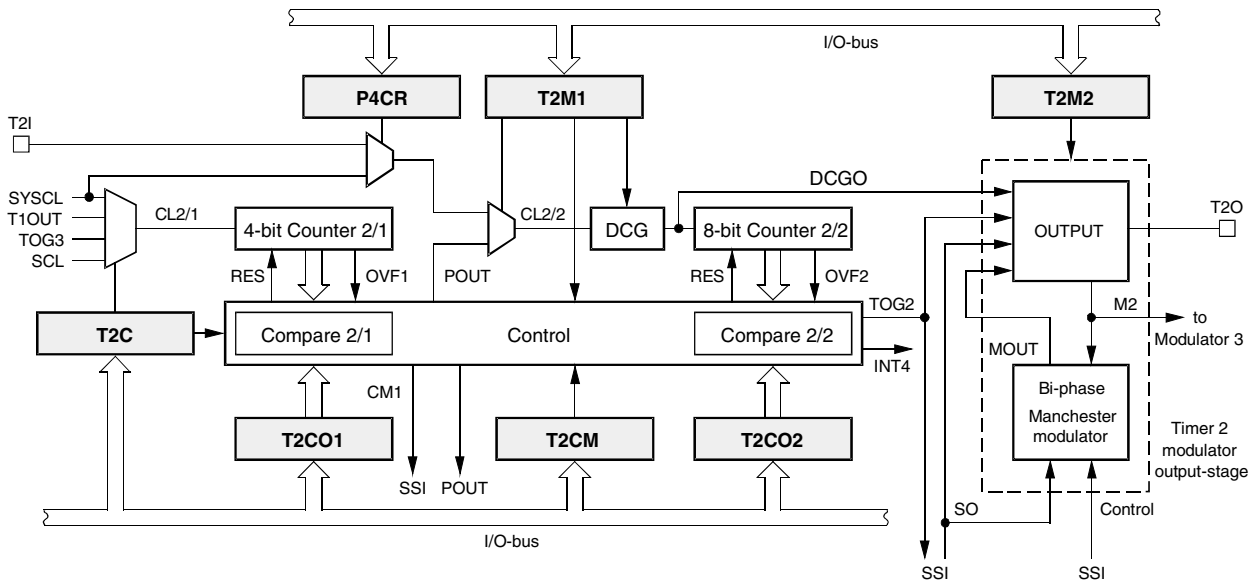 I/O-bus
P4CR
T2M1
T2M2
T2I
SYSCL
T1OUT
TOG3
SCL
CL2/1
4-bit Counter 2/1
CL2/2
DCG
DCGO
8-bit Counter 2/2
OUTPUT
T2O
RES
OVF1
POUT
RES
OVF2
TOG2
T2C
Compare 2/1
Control
Compare 2/2
INT4
M2
to
Modulator 3
MOUT
CM1
Bi-phase
Manchester
modulator
Timer 2
modulator
output-stage
T2CO1
T2CM
T2CO2
SSI
POUT
SO
Control
I/O-bus
SSI
SSI